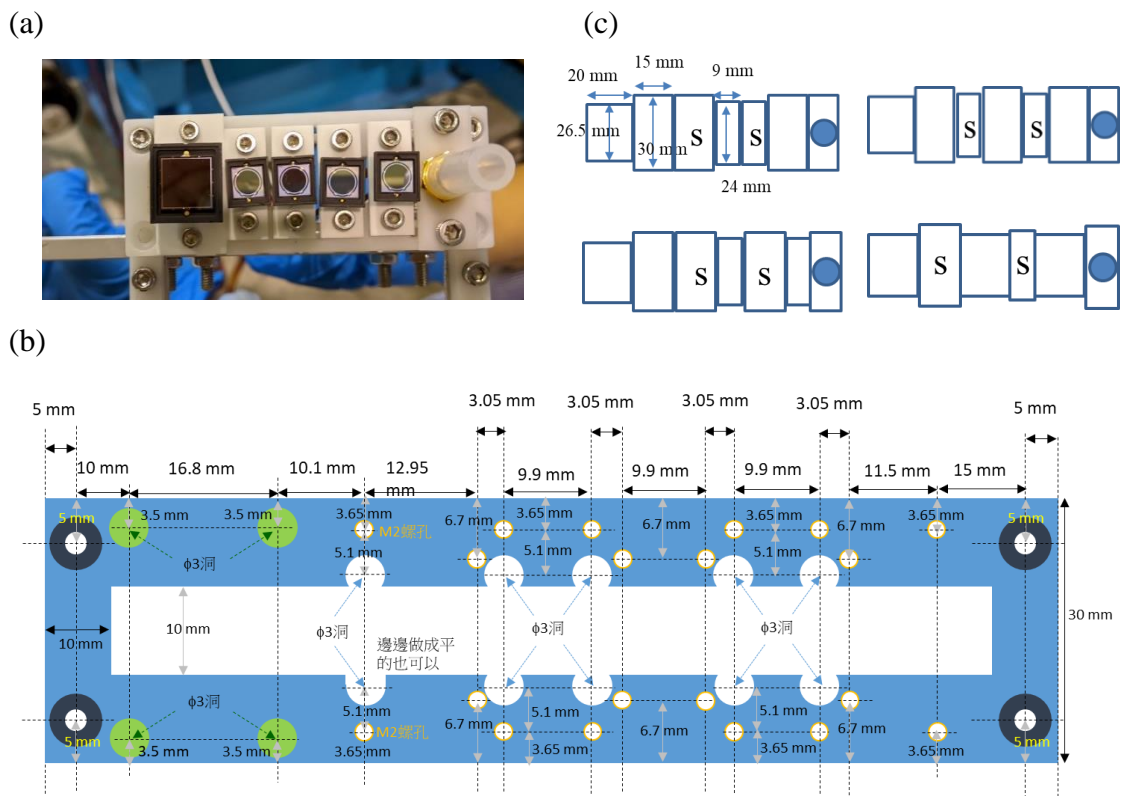 (a)
(c)
20 mm
15 mm
9 mm
26.5 mm
30 mm
S
S
24 mm
S
S
S
S
S
S
(b)
5 mm
3.05 mm
3.05 mm
3.05 mm
3.05 mm
5 mm
10 mm
16.8 mm
10.1 mm
12.95 mm
9.9 mm
9.9 mm
9.9 mm
11.5 mm
15 mm
5 mm
3.5 mm
3.5 mm
3.65 mm
M2螺孔
6.7 mm
3.65 mm
6.7 mm
3.65 mm
6.7 mm
3.65 mm
5 mm
5.1 mm
5.1 mm
5.1 mm
ϕ3洞
10 mm
10 mm
ϕ3洞
邊邊做成平
的也可以
ϕ3洞
ϕ3洞
30 mm
ϕ3洞
5.1 mm
5.1 mm
5.1 mm
6.7 mm
6.7 mm
6.7 mm
5 mm
3.5 mm
3.5 mm
M2螺孔
3.65 mm
3.65 mm
3.65 mm
3.65 mm
5 mm